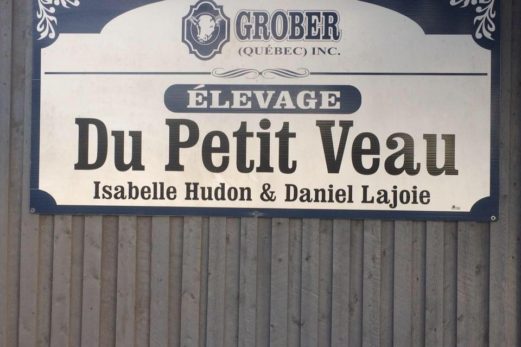 GROBER
(QUÉBEC) INC.
ÉLEVAGE
Du Petit Veau
Isabelle Hudon & Daniel Lajoie